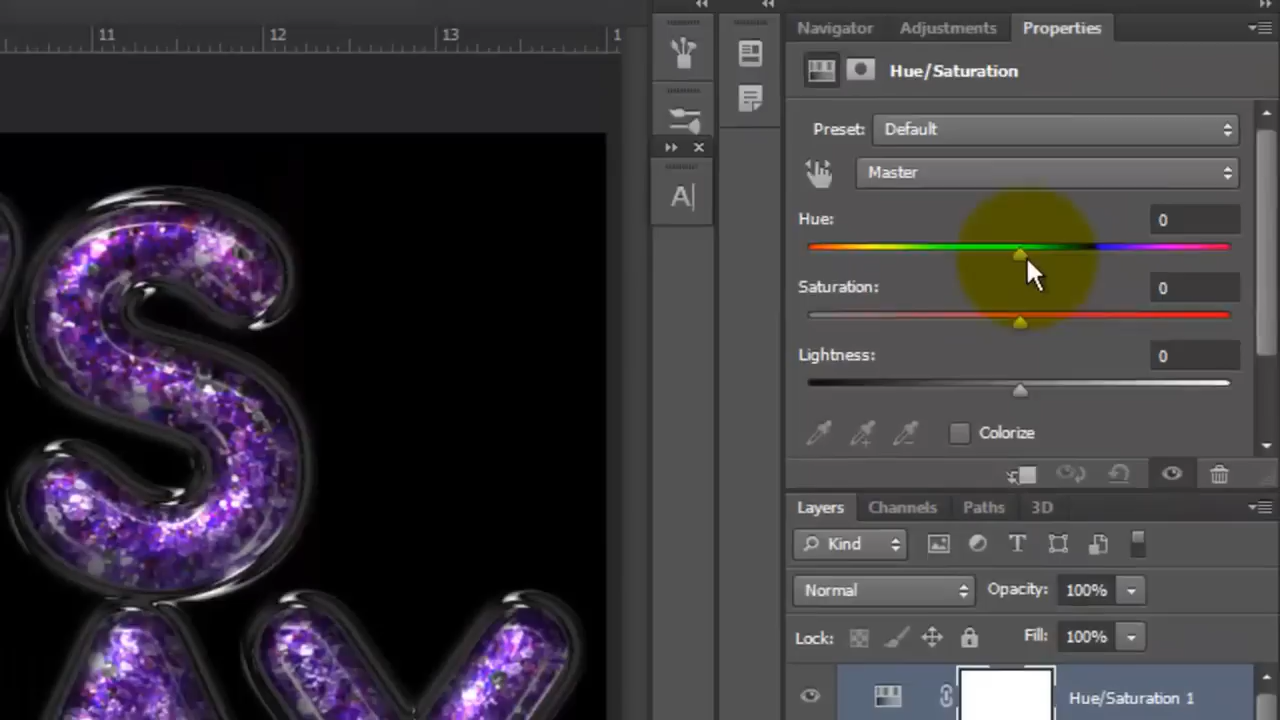 11 12 13 1
Navigator Adjustments Properties
Hue/Saturation
Preset: Default
Master
Hue: 0
Saturation: 0
Lightness: 0
Colorize
Layers Channels Paths 3D
Kind
Normal Opacity: 100%
Lock: Fill: 100%
Hue/Saturation 1
A|
S
AY